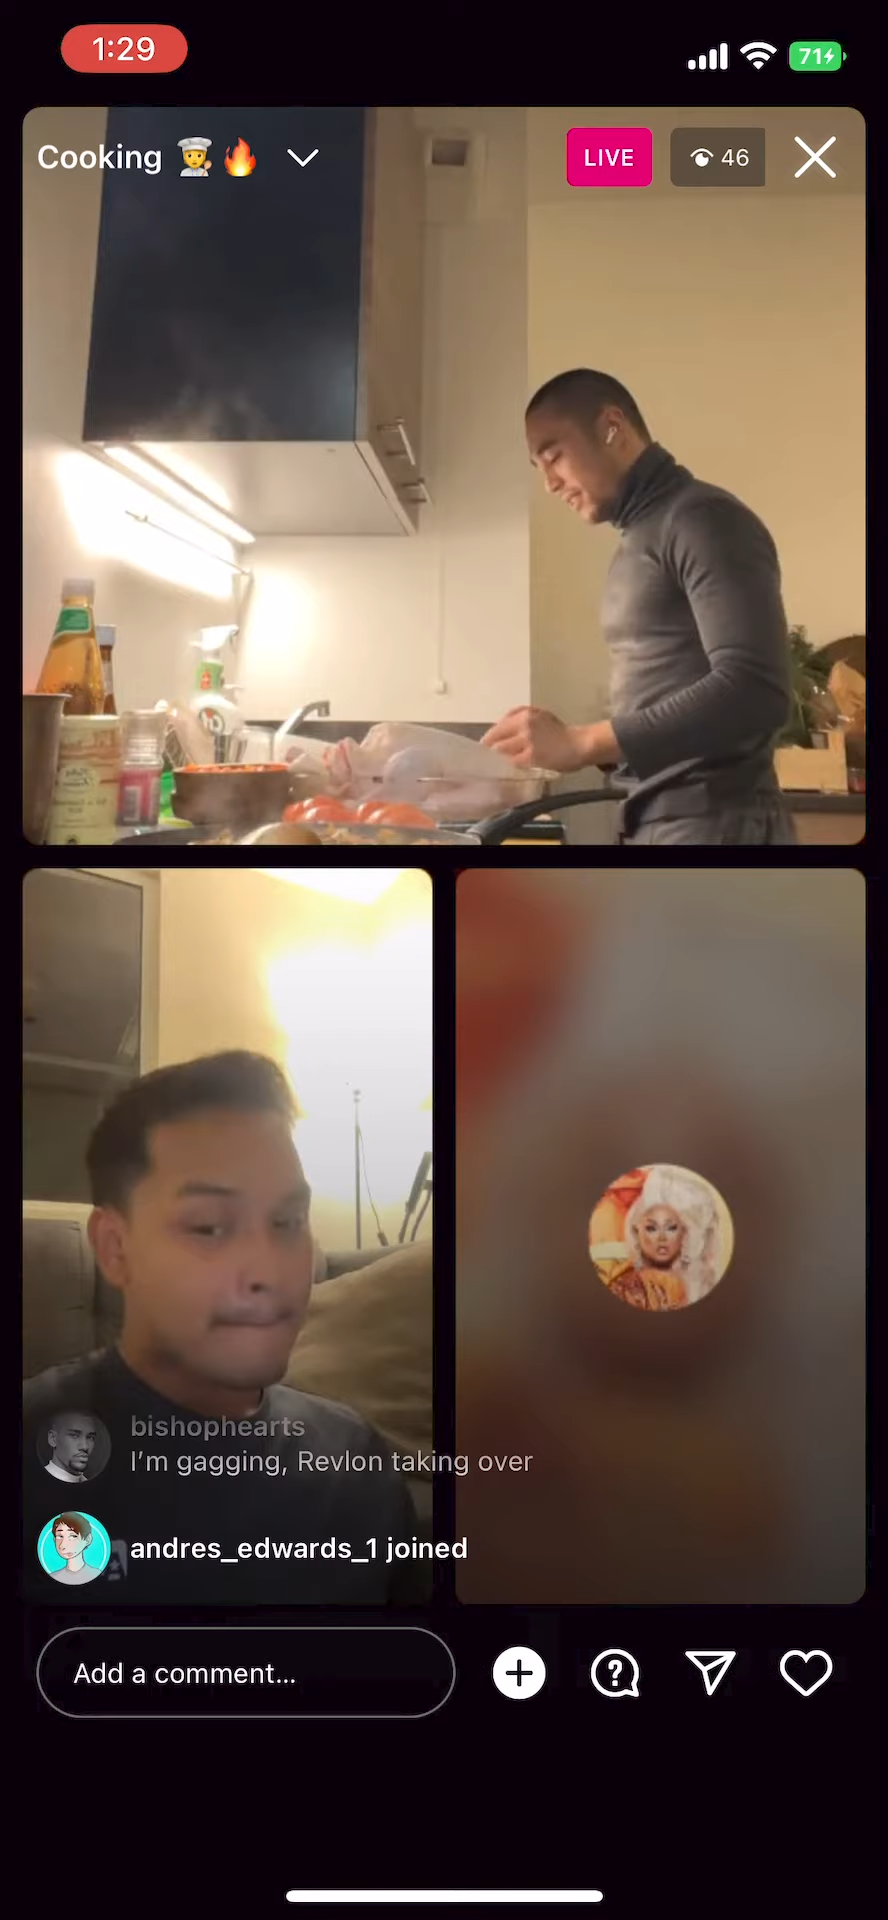 1:29
71
Cooking 👩‍🍳🔥
LIVE
46
bishophearts
I'm gagging, Revlon taking over
andres_edwards_1 joined
Add a comment...